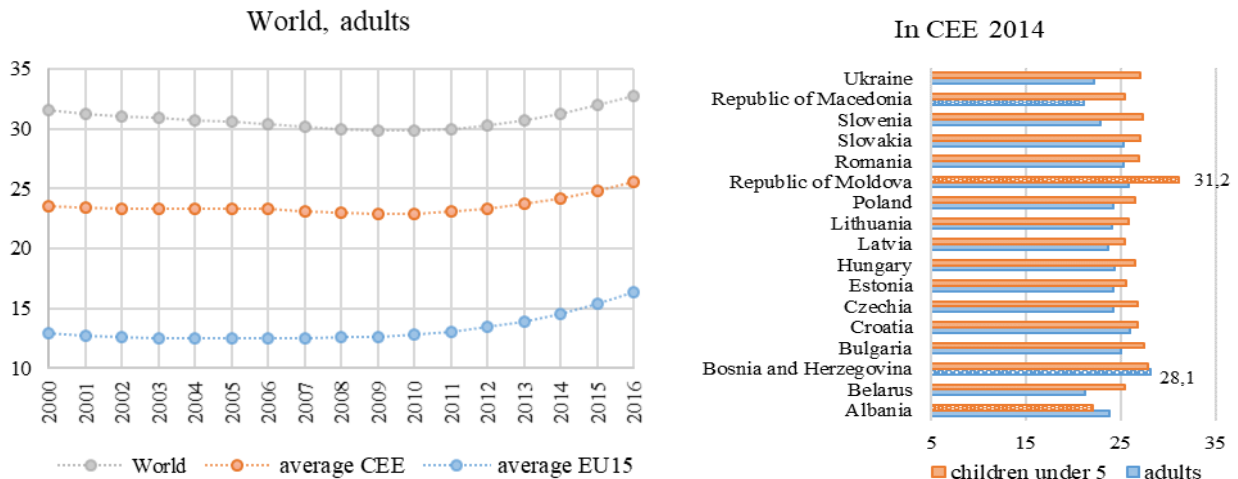 World, adults
35
30
25
20
15
10
2000
2001
2002
2003
2004
2005
2006
2007
2008
2009
2010
2011
2012
2013
2014
2015
2016
World
average CEE
average EU15
In CEE 2014
Ukraine
Republic of Macedonia
Slovenia
Slovakia
Romania
Republic of Moldova
31,2
Poland
Lithuania
Latvia
Hungary
Estonia
Czechia
Croatia
Bulgaria
Bosnia and Herzegovina
28,1
Belarus
Albania
5
15
25
35
children under 5
adults